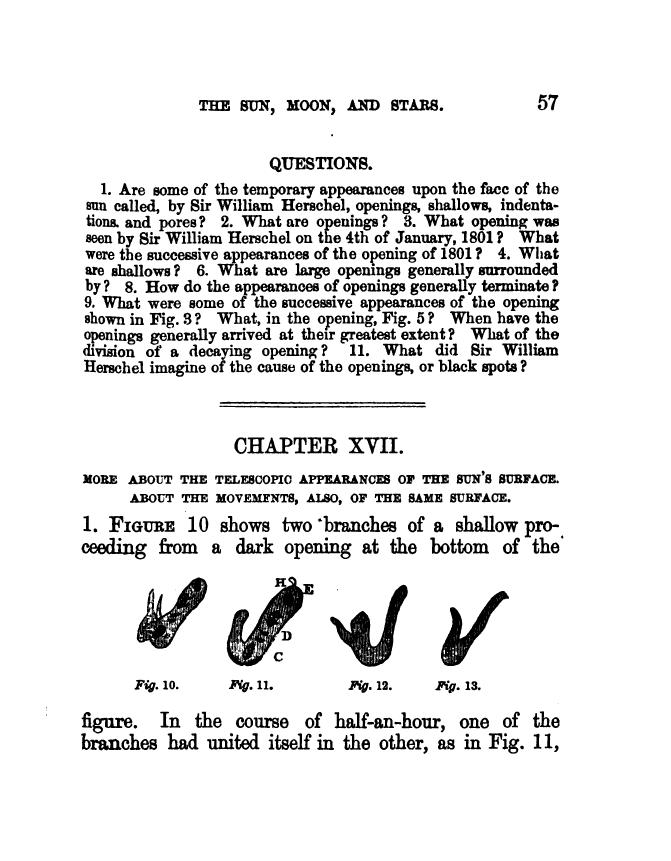 THE SUN, MOON, AND STARS. 57
QUESTIONS.
1. Are some of the temporary appearances upon the face of the
sun called, by Sir William Herschel, openings, shallows, indenta-
tions. and pores? 2. What are openings? 3. What opening was
seen by Sir William Herschel on the 4th of January, 1801? What
were the successive appearances of the opening of 1801? 4. What
are shallows? 6. What are large openings generally surrounded
by? 8. How do the appearances of openings generally terminate?
9. What were some of the successive appearances of the opening
shown in Fig. 3? What, in the opening, Fig. 5? When have the
openings generally arrived at their greatest extent? What of the
division of a decaying opening? 11. What did Sir William
Herschel imagine of the cause of the openings, or black spots?
CHAPTER XVII.
MORE ABOUT THE TELESCOPIC APPEARANCES OF THE SUN'S SURFACE.
ABOUT THE MOVEMENTS, ALSO, OF THE SAME SURFACE.
1. FIGURE 10 shows two branches of a shallow pro-
ceeding from a dark opening at the bottom of the
H E
D
C
Fig. 10. Fig. 11. Fig. 12. Fig. 13.
figure. In the course of half-an-hour, one of the
branches had united itself in the other, as in Fig. 11,